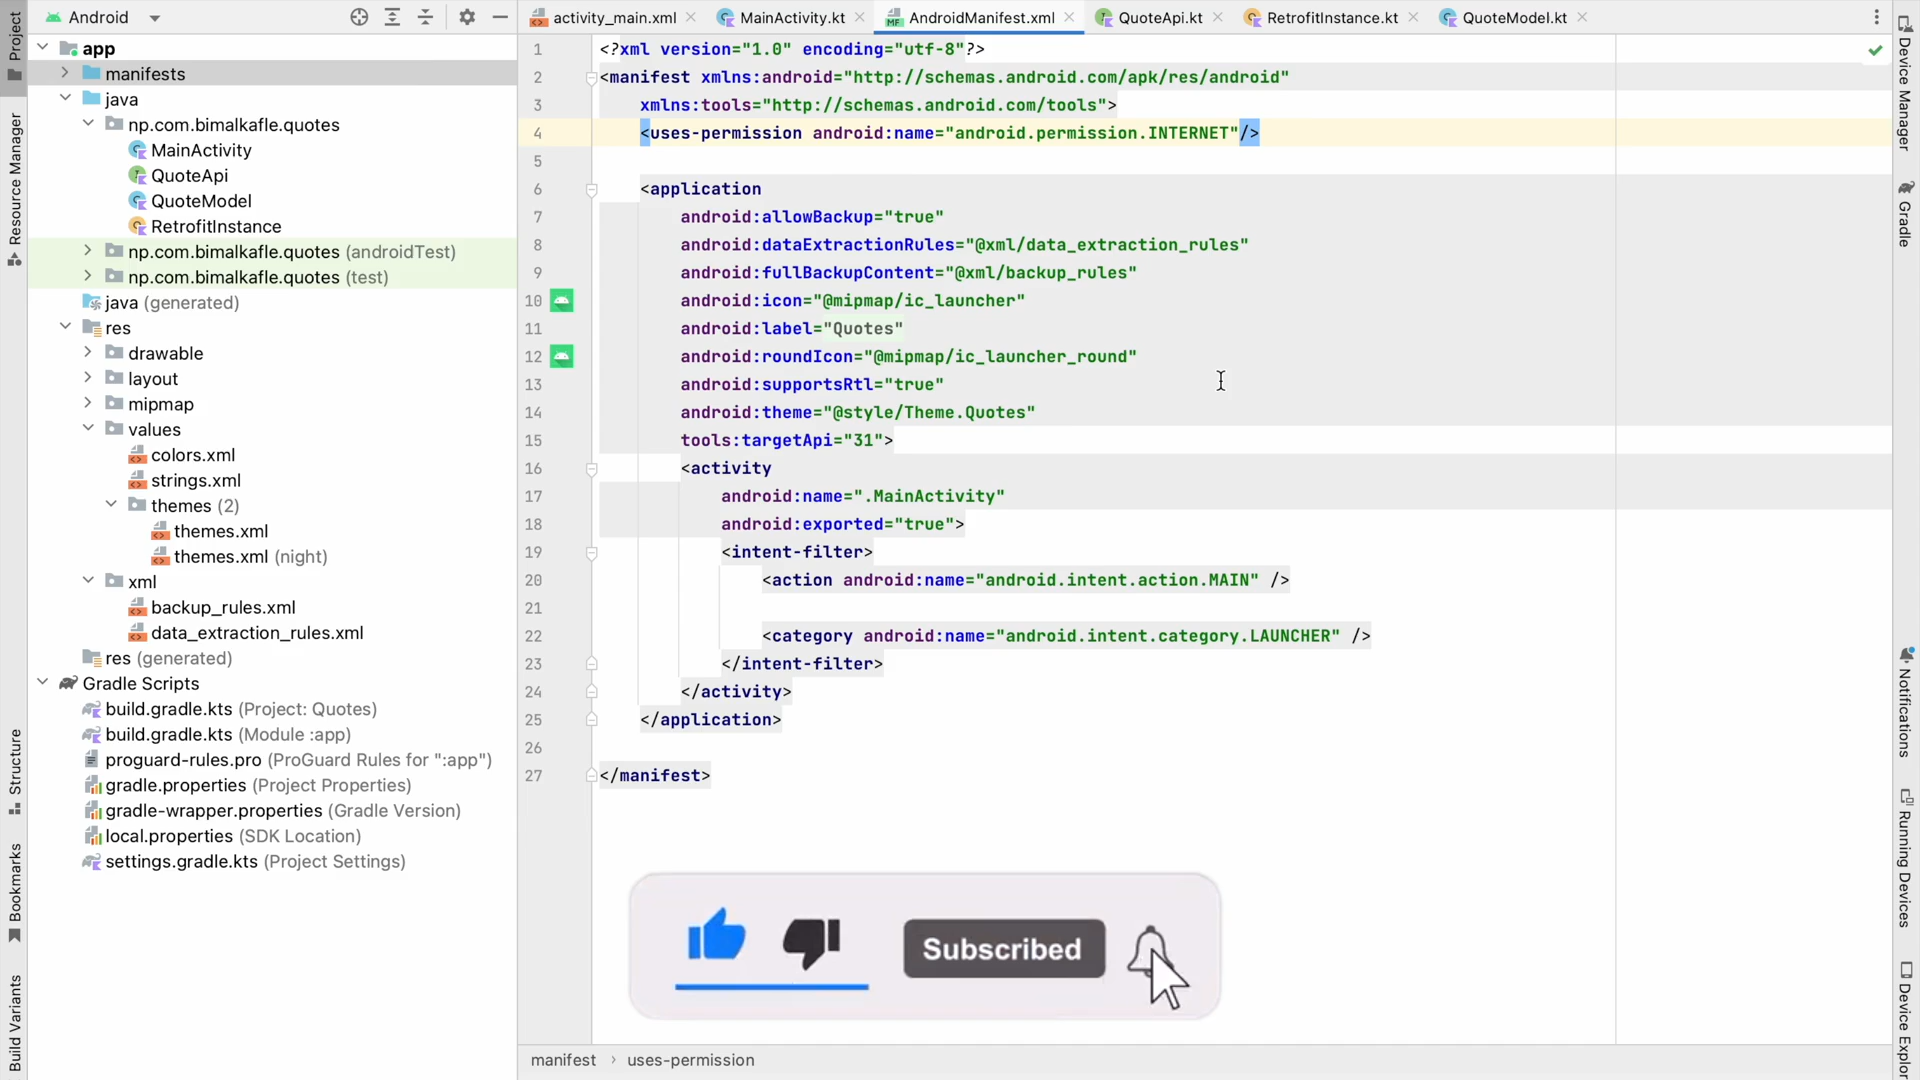 Android
activity_main.xml
MainActivity.kt
AndroidManifest.xml
QuoteApi.kt
RetrofitInstance.kt
QuoteModel.kt
Project
Resource Manager
Structure
Bookmarks
Build Variants
app
manifests
java
np.com.bimalkafle.quotes
MainActivity
QuoteApi
QuoteModel
RetrofitInstance
np.com.bimalkafle.quotes (androidTest)
np.com.bimalkafle.quotes (test)
java (generated)
res
drawable
layout
mipmap
values
colors.xml
strings.xml
themes (2)
themes.xml
themes.xml (night)
xml
backup_rules.xml
data_extraction_rules.xml
res (generated)
Gradle Scripts
build.gradle.kts (Project: Quotes)
build.gradle.kts (Module :app)
proguard-rules.pro (ProGuard Rules for ":app")
gradle.properties (Project Properties)
gradle-wrapper.properties (Gradle Version)
local.properties (SDK Location)
settings.gradle.kts (Project Settings)
1 <?xml version="1.0" encoding="utf-8"?>
2 <manifest xmlns:android="http://schemas.android.com/apk/res/android"
3 xmlns:tools="http://schemas.android.com/tools">
4 <uses-permission android:name="android.permission.INTERNET"/>
5
6 <application
7 android:allowBackup="true"
8 android:dataExtractionRules="@xml/data_extraction_rules"
9 android:fullBackupContent="@xml/backup_rules"
10 android:icon="@mipmap/ic_launcher"
11 android:label="Quotes"
12 android:roundIcon="@mipmap/ic_launcher_round"
13 android:supportsRtl="true"
14 android:theme="@style/Theme.Quotes"
15 tools:targetApi="31">
16 <activity
17 android:name=".MainActivity"
18 android:exported="true">
19 <intent-filter>
20 <action android:name="android.intent.action.MAIN" />
21
22 <category android:name="android.intent.category.LAUNCHER" />
23 </intent-filter>
24 </activity>
25 </application>
26
27 </manifest>
Subscribed
manifest › uses-permission
Device Manager
Gradle
Notifications
Running Devices
Device Explor